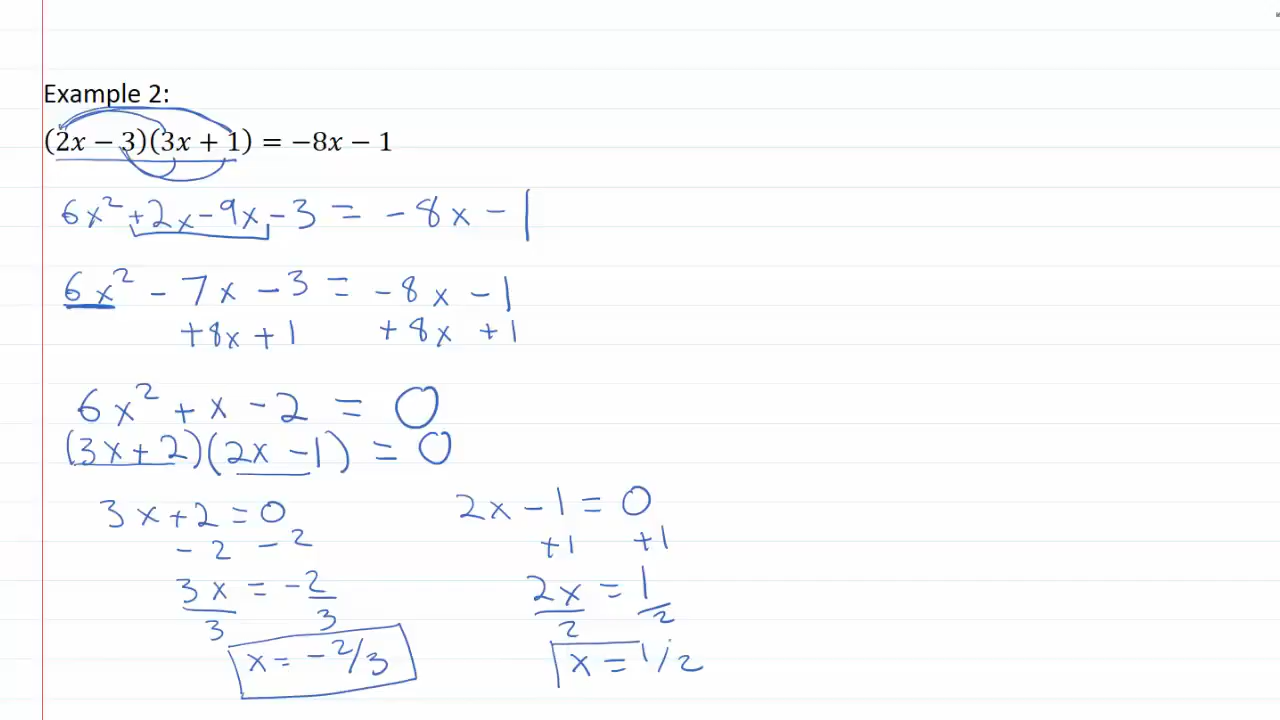 Example 2:
(2x − 3)(3x + 1) = −8x − 1
6x² + 2x - 9x - 3 = -8x - 1
6x² - 7x - 3 = -8x - 1
+8x + 1 +8x +1
6x² + x - 2 = 0
(3x + 2)(2x - 1) = 0
3x + 2 = 0 2x - 1 = 0
- 2 - 2 +1 +1
3x = -2 2x = 1
3 3 2 2
x = -2/3 x = 1/2